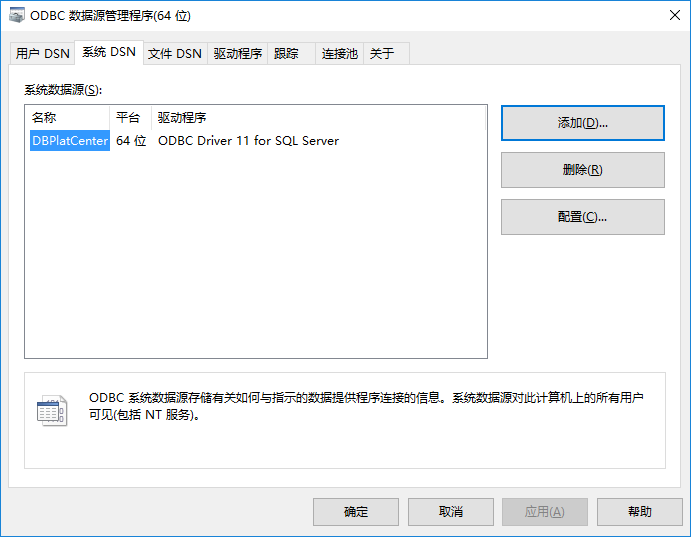 ODBC 数据源管理程序(64 位)
用户 DSN 系统 DSN 文件 DSN 驱动程序 跟踪 连接池 关于
系统数据源(S):
名称 平台 驱动程序
DBPlatCenter 64 位 ODBC Driver 11 for SQL Server
添加(D)...
删除(R)
配置(C)...
ODBC 系统数据源存储有关如何与指示的数据提供程序连接的信息。系统数据源对此计算机上的所有用户
可见(包括 NT 服务)。
确定 取消 应用(A) 帮助